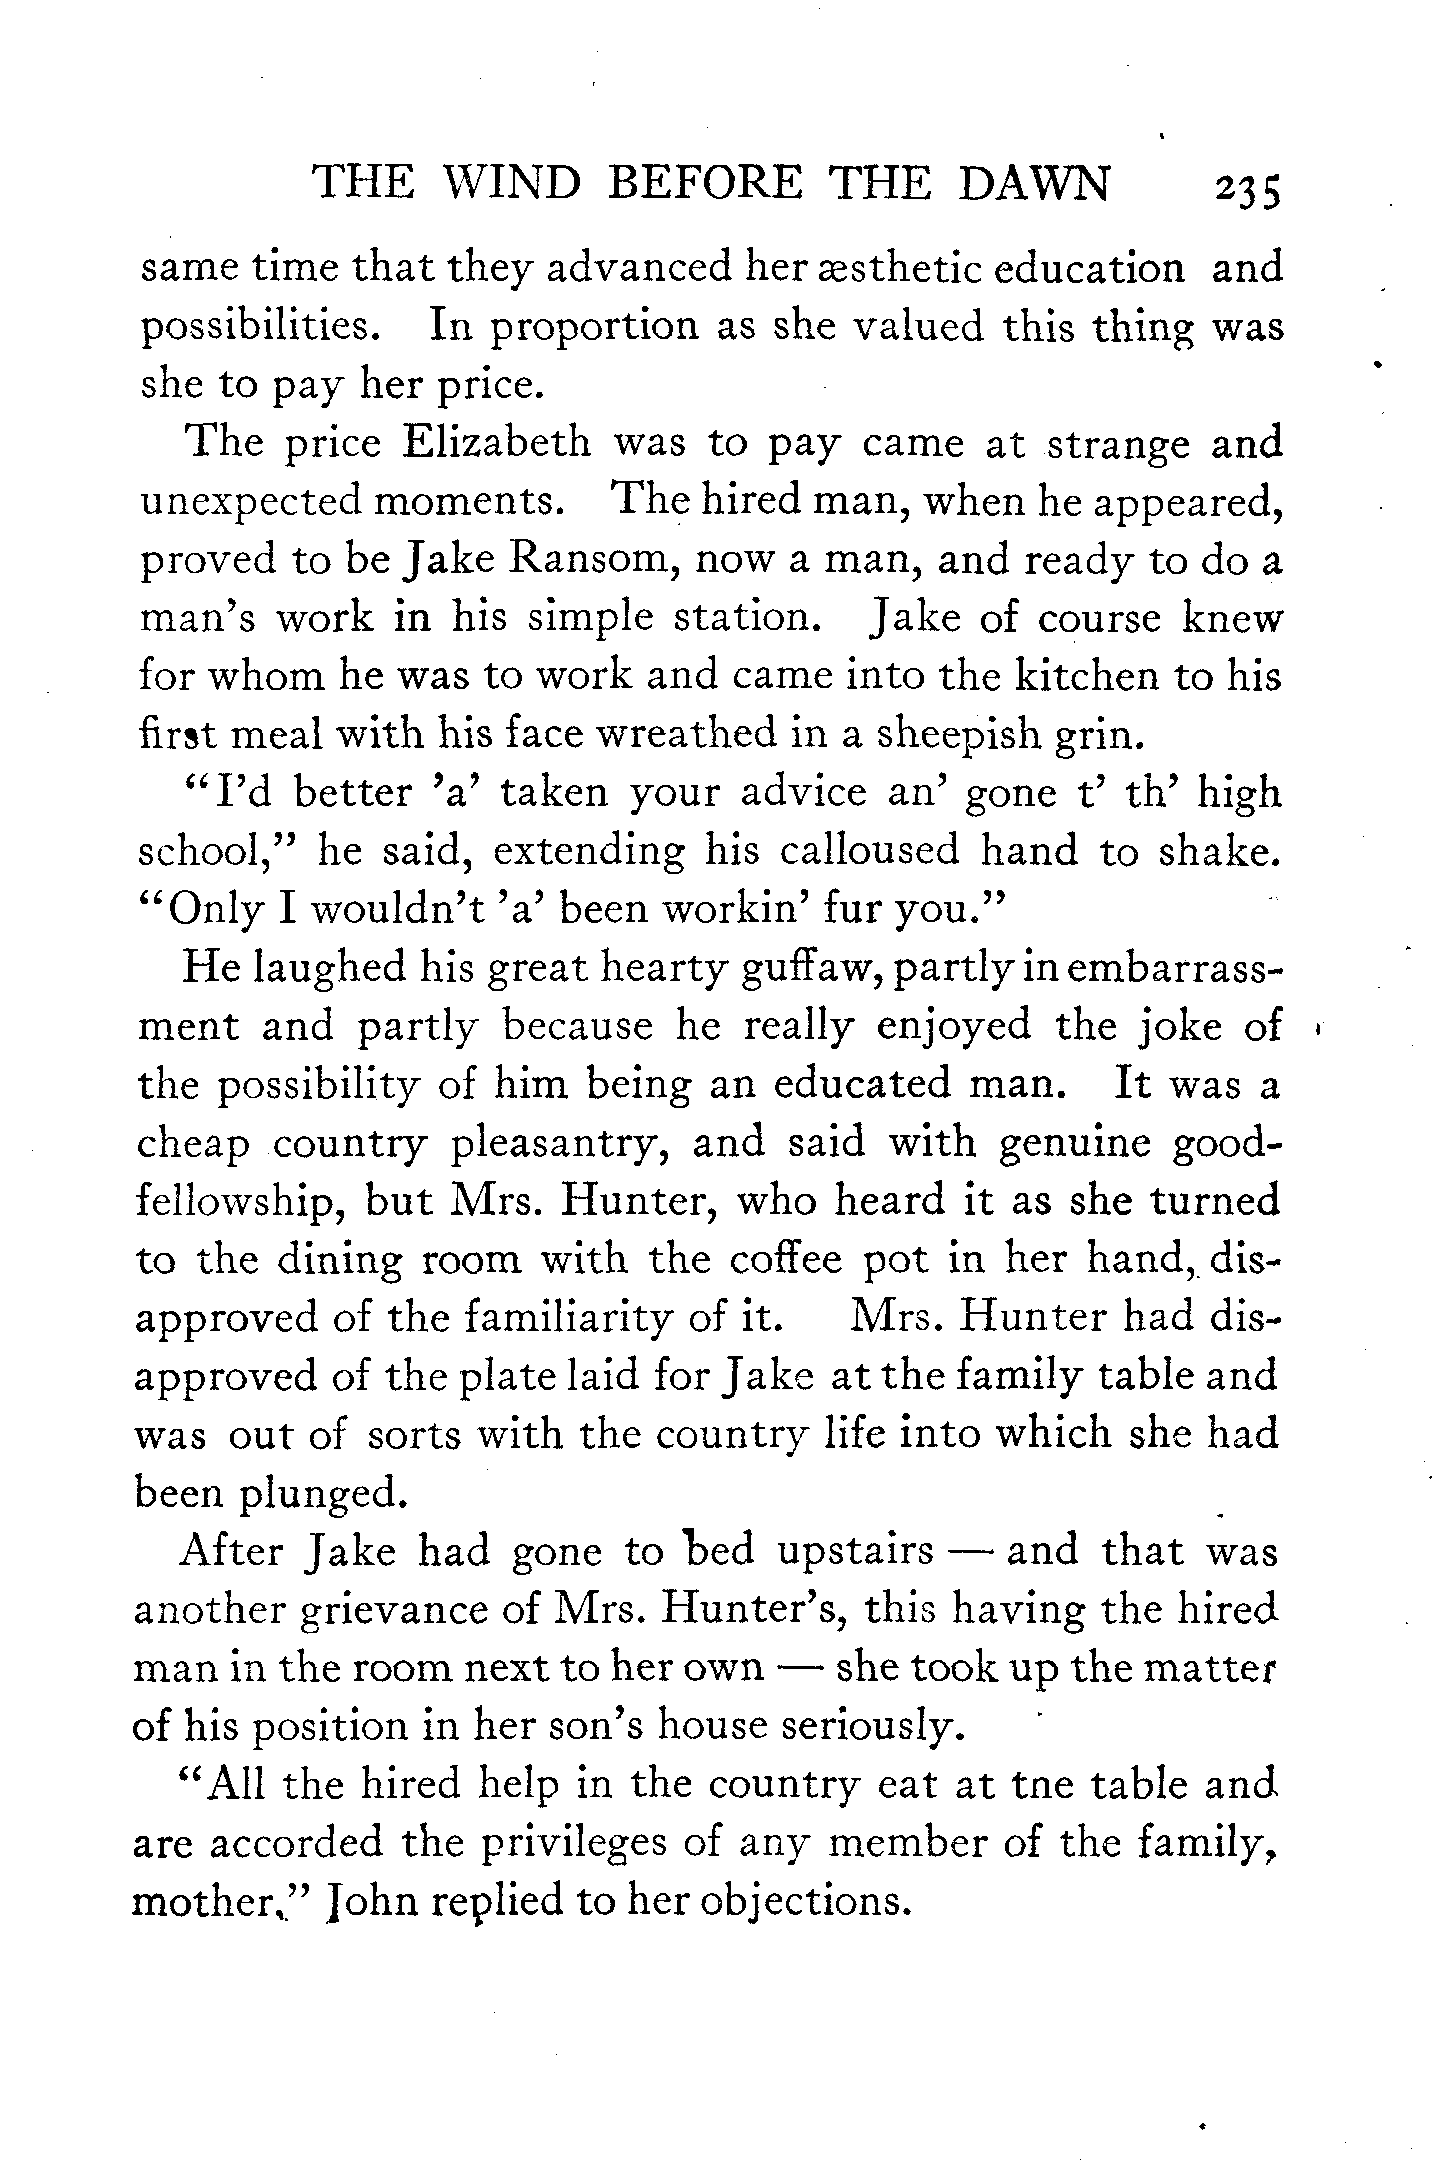 THE WIND BEFORE THE DAWN 235
same time that they advanced her æsthetic education and
possibilities. In proportion as she valued this thing was
she to pay her price.
The price Elizabeth was to pay came at strange and
unexpected moments. The hired man, when he appeared,
proved to be Jake Ransom, now a man, and ready to do a
man's work in his simple station. Jake of course knew
for whom he was to work and came into the kitchen to his
first meal with his face wreathed in a sheepish grin.
“I'd better 'a' taken your advice an' gone t' th' high
school,” he said, extending his calloused hand to shake.
“Only I wouldn't 'a' been workin' fur you.”
He laughed his great hearty guffaw, partly in embarrass-
ment and partly because he really enjoyed the joke of
the possibility of him being an educated man. It was a
cheap country pleasantry, and said with genuine good-
fellowship, but Mrs. Hunter, who heard it as she turned
to the dining room with the coffee pot in her hand, dis-
approved of the familiarity of it. Mrs. Hunter had dis-
approved of the plate laid for Jake at the family table and
was out of sorts with the country life into which she had
been plunged.
After Jake had gone to bed upstairs — and that was
another grievance of Mrs. Hunter's, this having the hired
man in the room next to her own — she took up the matter
of his position in her son's house seriously.
“All the hired help in the country eat at tne table and
are accorded the privileges of any member of the family,
mother,” John replied to her objections.